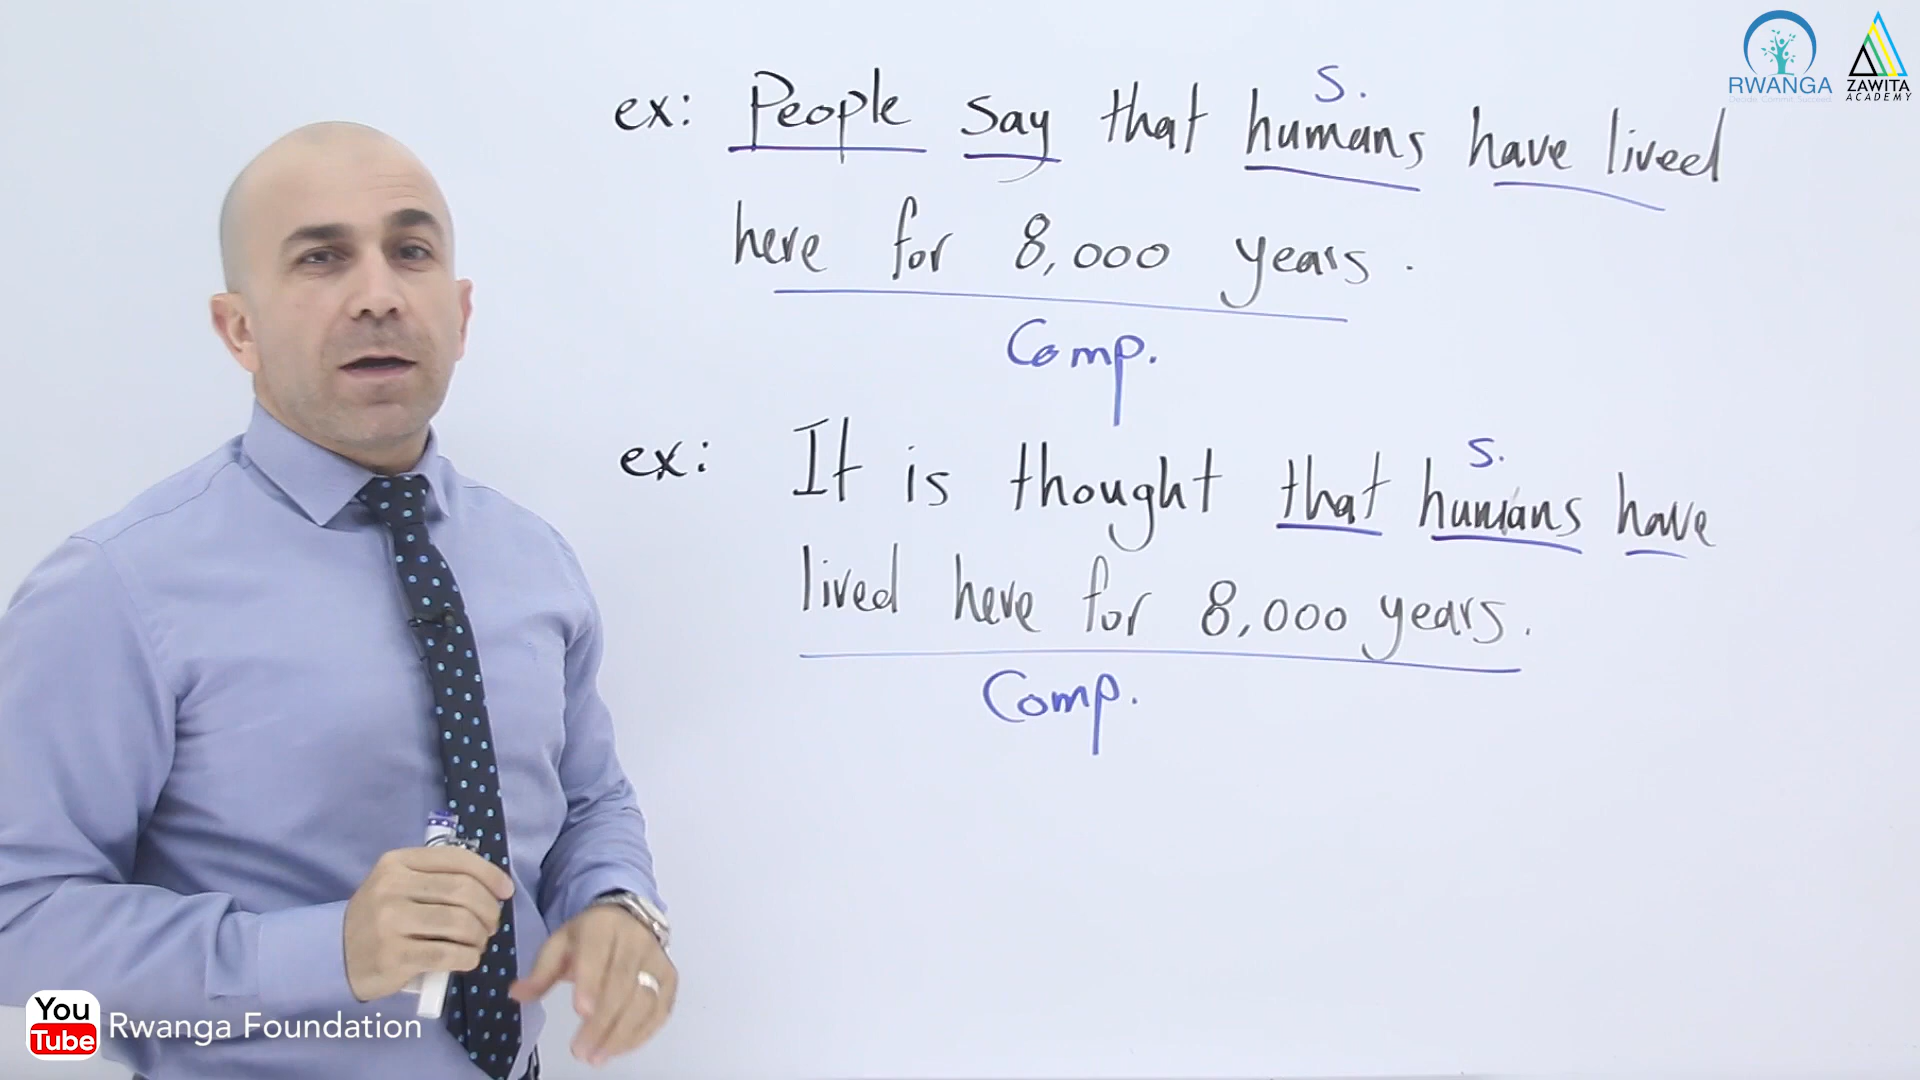 ex: People say that humans have lived
S.
here for 8,000 years.
Comp.
ex: It is thought that humans have
S.
lived here for 8,000 years.
Comp.
RWANGA
ZAWITA
ACADEMY
You
Tube
Rwanga Foundation